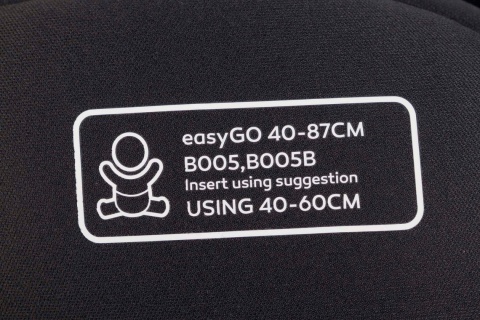 easyGO 40-87CM
B005,B005B
Insert using suggestion
USING 40-60CM